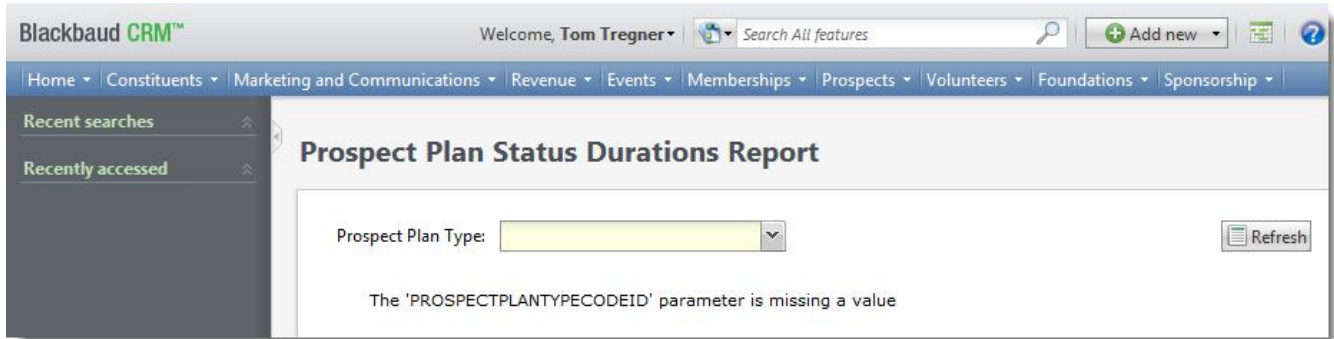 Blackbaud CRM™ Welcome, Tom Tregner Search All features Add new
Home Constituents Marketing and Communications Revenue Events Memberships Prospects Volunteers Foundations Sponsorship
Recent searches
Recently accessed
Prospect Plan Status Durations Report
Prospect Plan Type: Refresh
The 'PROSPECTPLANTYPECODEID' parameter is missing a value